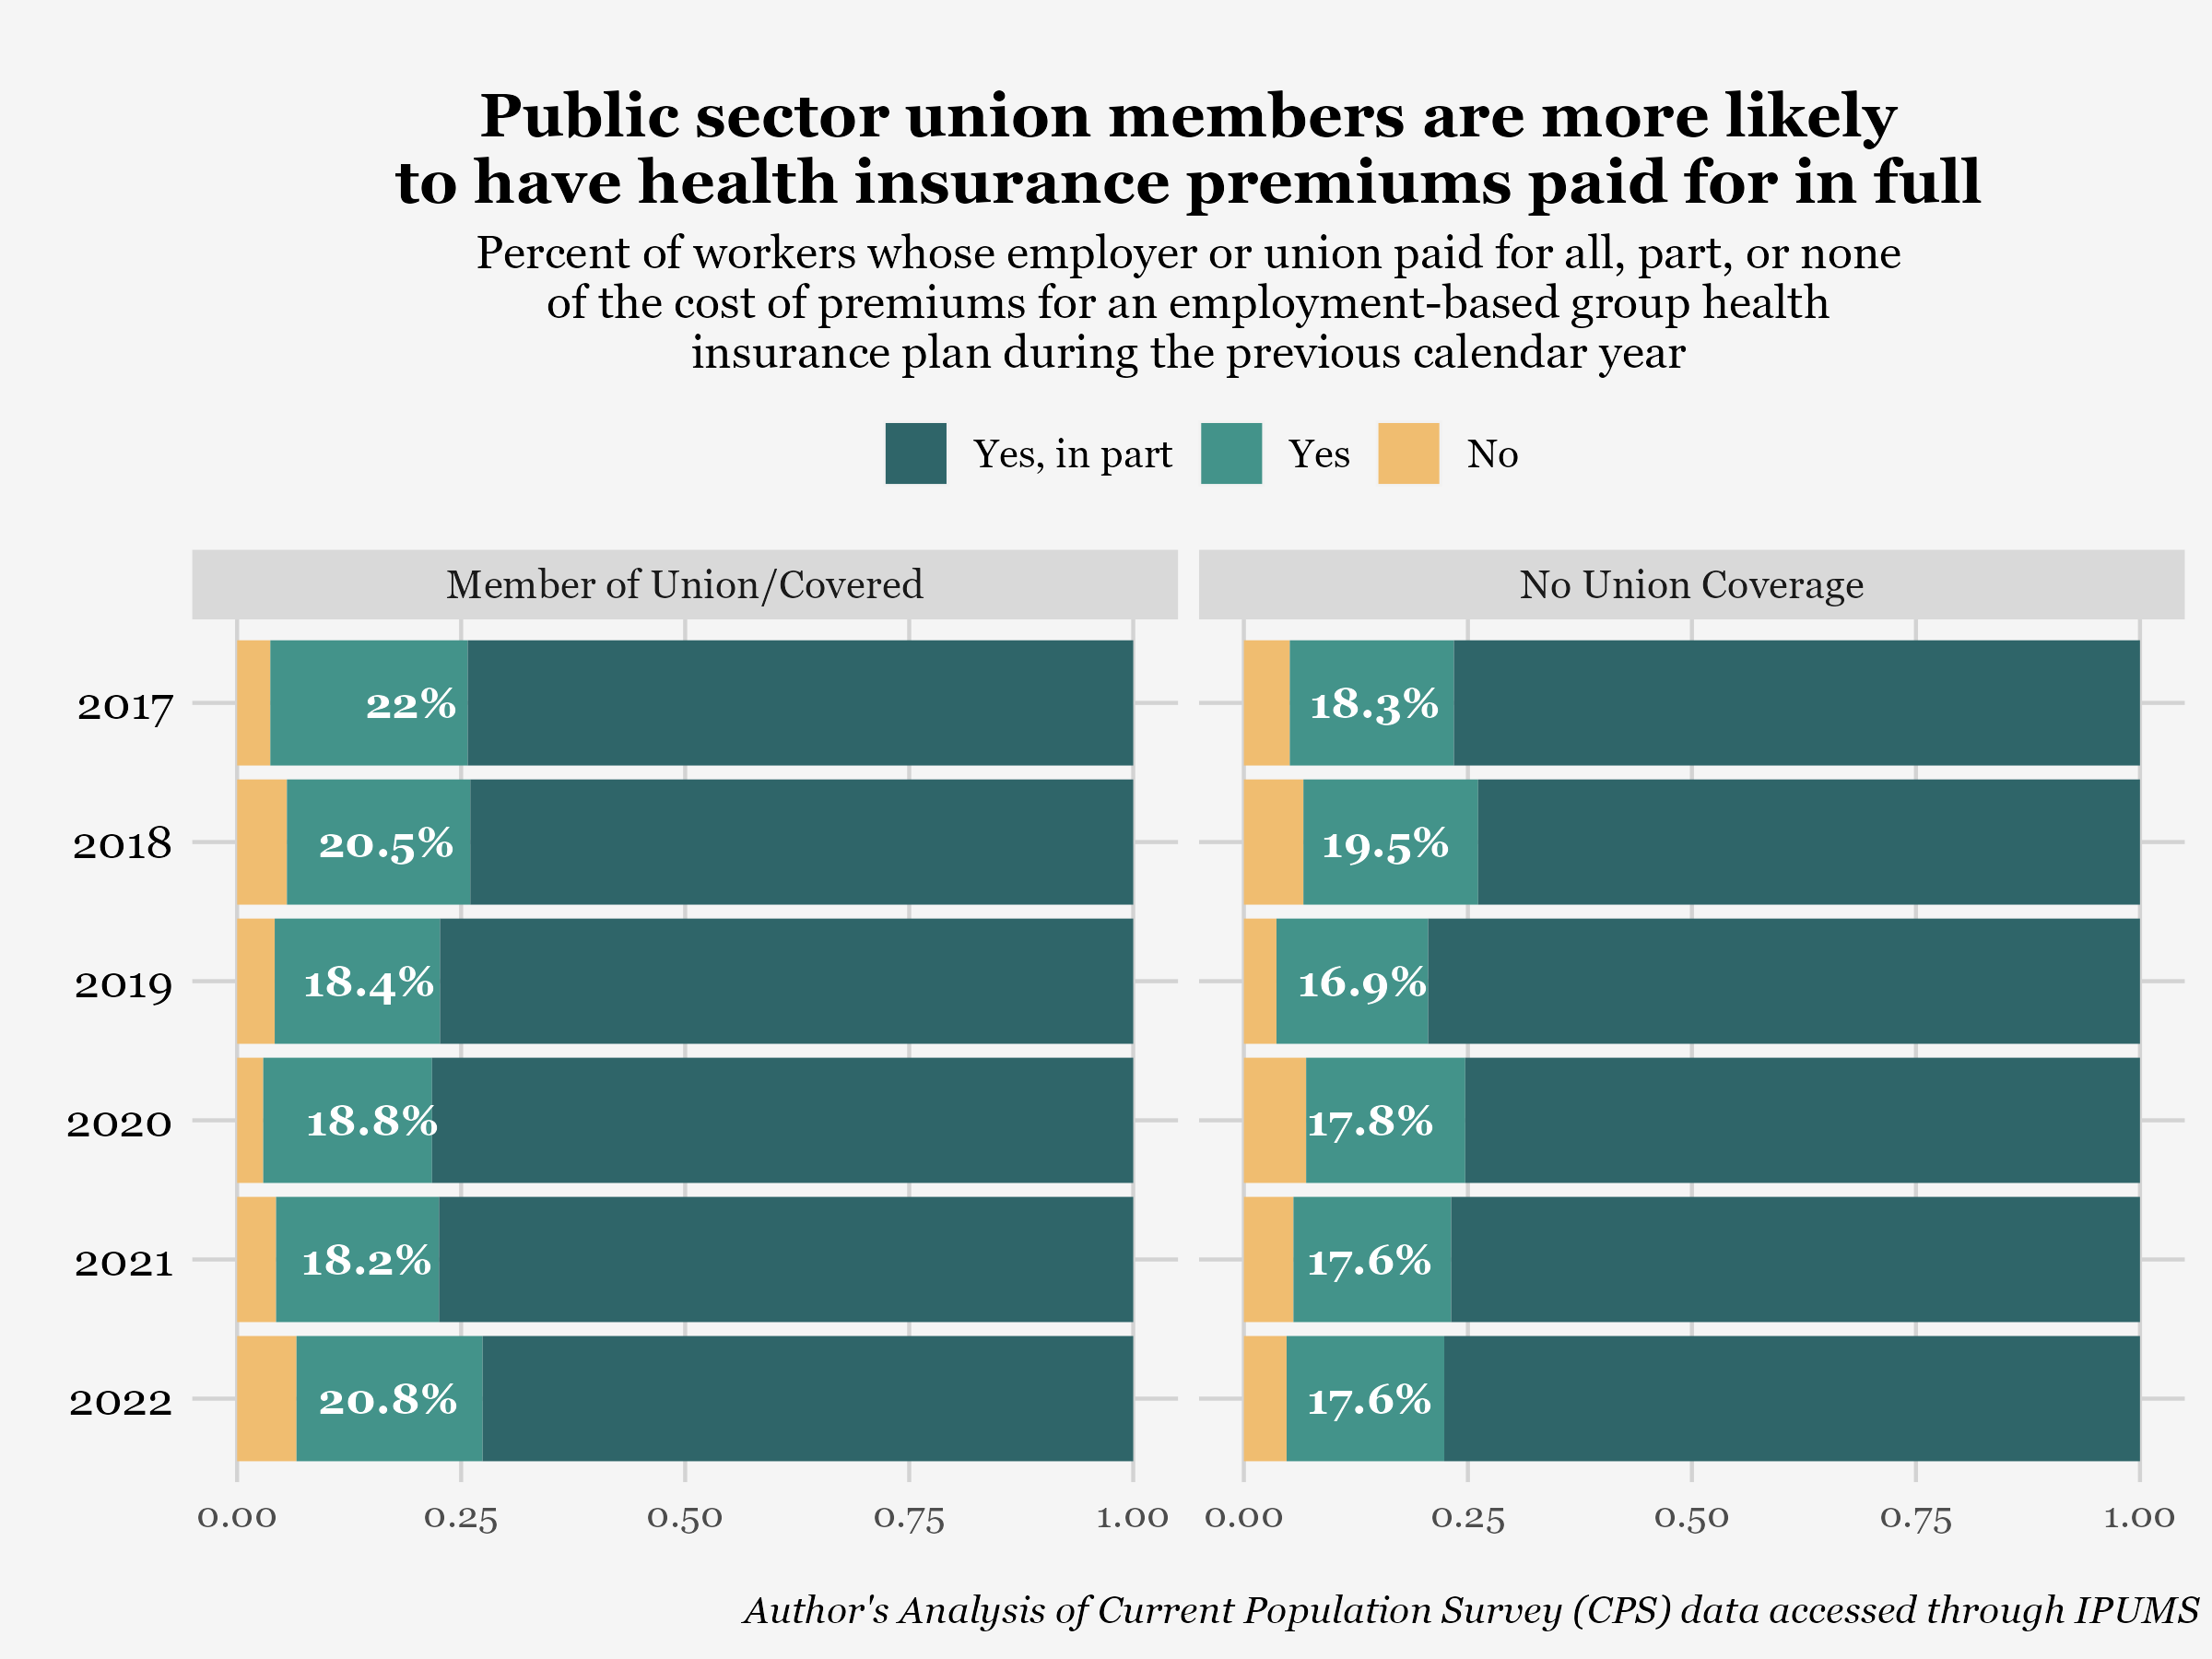 Public sector union members are more likely
to have health insurance premiums paid for in full
Percent of workers whose employer or union paid for all, part, or none
of the cost of premiums for an employment-based group health
insurance plan during the previous calendar year
Yes, in part Yes No
Member of Union/Covered No Union Coverage
2017 22% 18.3%
2018 20.5% 19.5%
2019 18.4% 16.9%
2020 18.8% 17.8%
2021 18.2% 17.6%
2022 20.8% 17.6%
0.00 0.25 0.50 0.75 1.00 0.00 0.25 0.50 0.75 1.00
Author's Analysis of Current Population Survey (CPS) data accessed through IPUMS